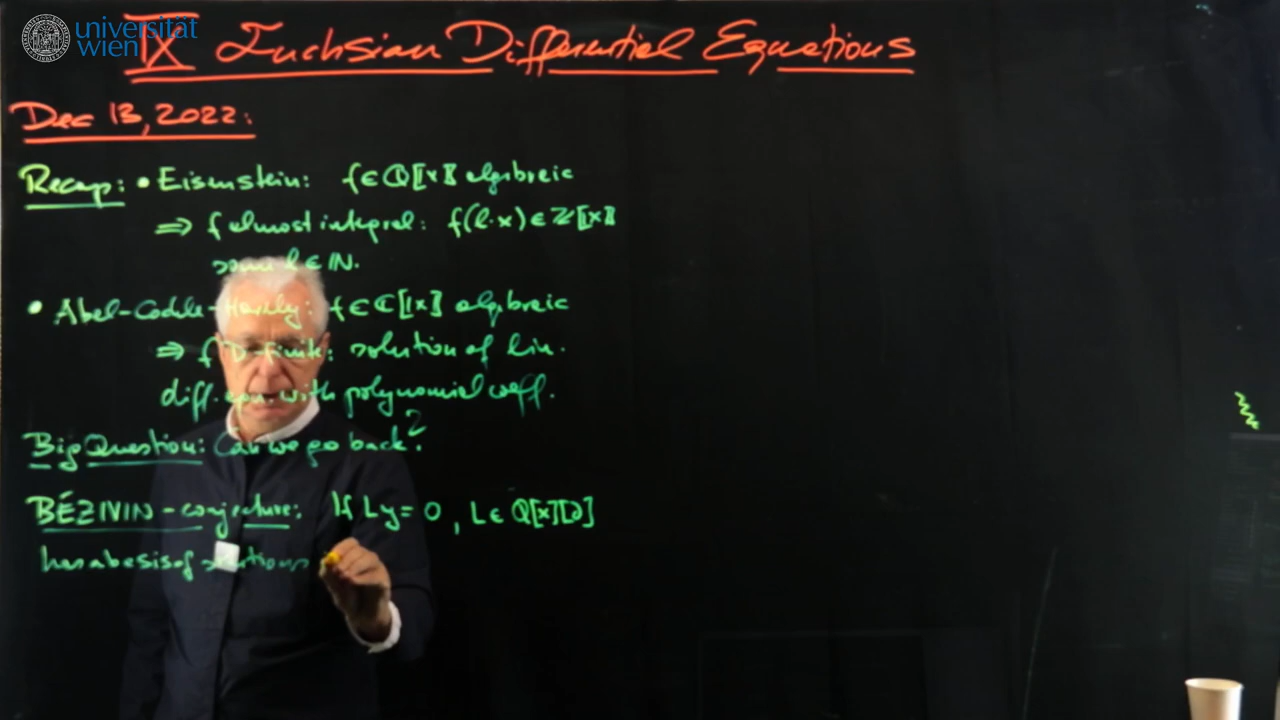 universität
wien
IX Fuchsian Differential Equations
Dec 13, 2022:
Recap: • Eisenstein: f∈ℚ[[x]] algebraic
⇒ f almost integral: f(l·x)∈ℤ[[x]]
some l∈ℕ.
• Abel-Cockle-Harley: f∈ℂ[[x]] algebraic
⇒ f D-finite: solution of lin.
diff. equ. with polynomial coeff.
Big Question: Can we go back?
BÉZIVIN-conjecture: If Ly=0, L∈ℚ[x][∂]
has a basis of solutions